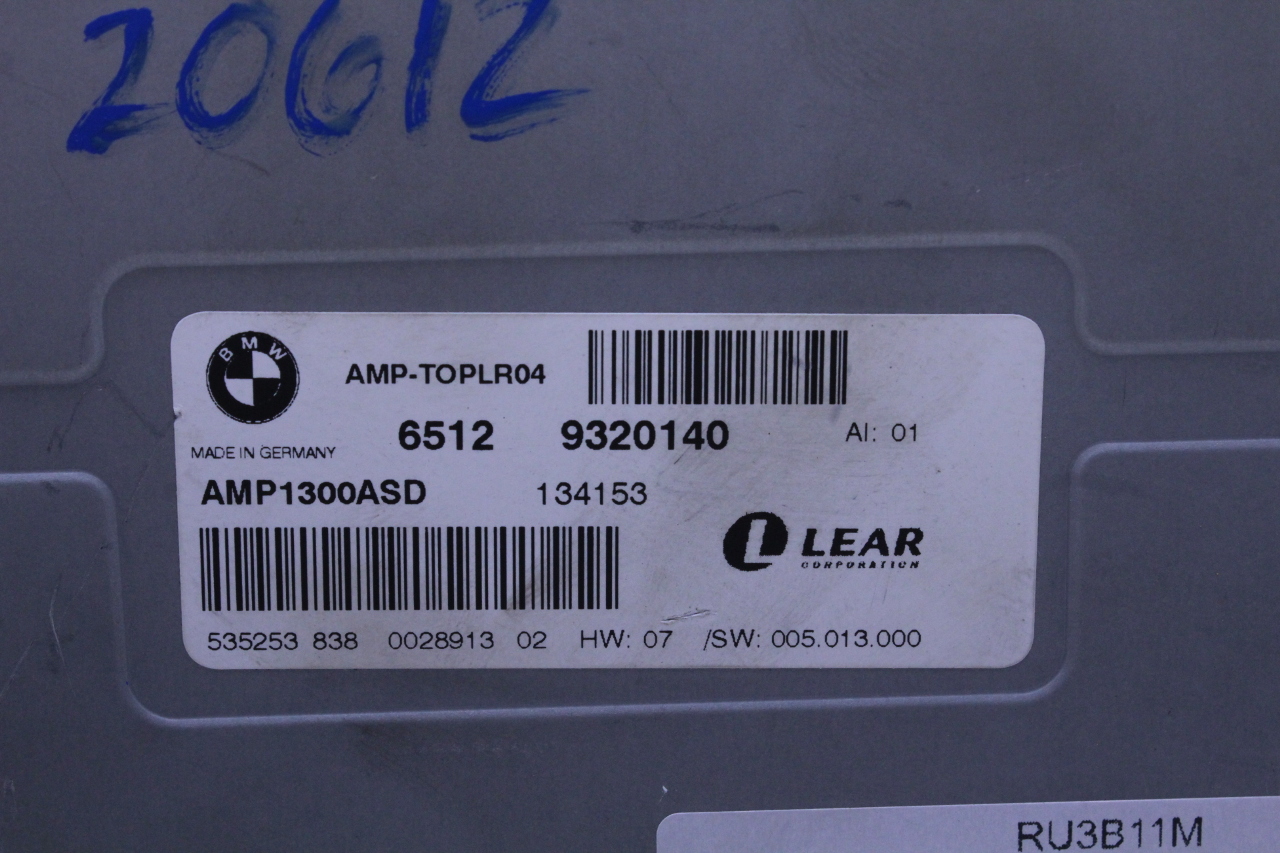 20612
BMW
AMP-TOPLR04
6512 9320140 AI: 01
MADE IN GERMANY
AMP1300ASD 134153
LEAR
CORPORATION
535253 838 0028913 02 HW: 07 /SW: 005.013.000
RU3B11M